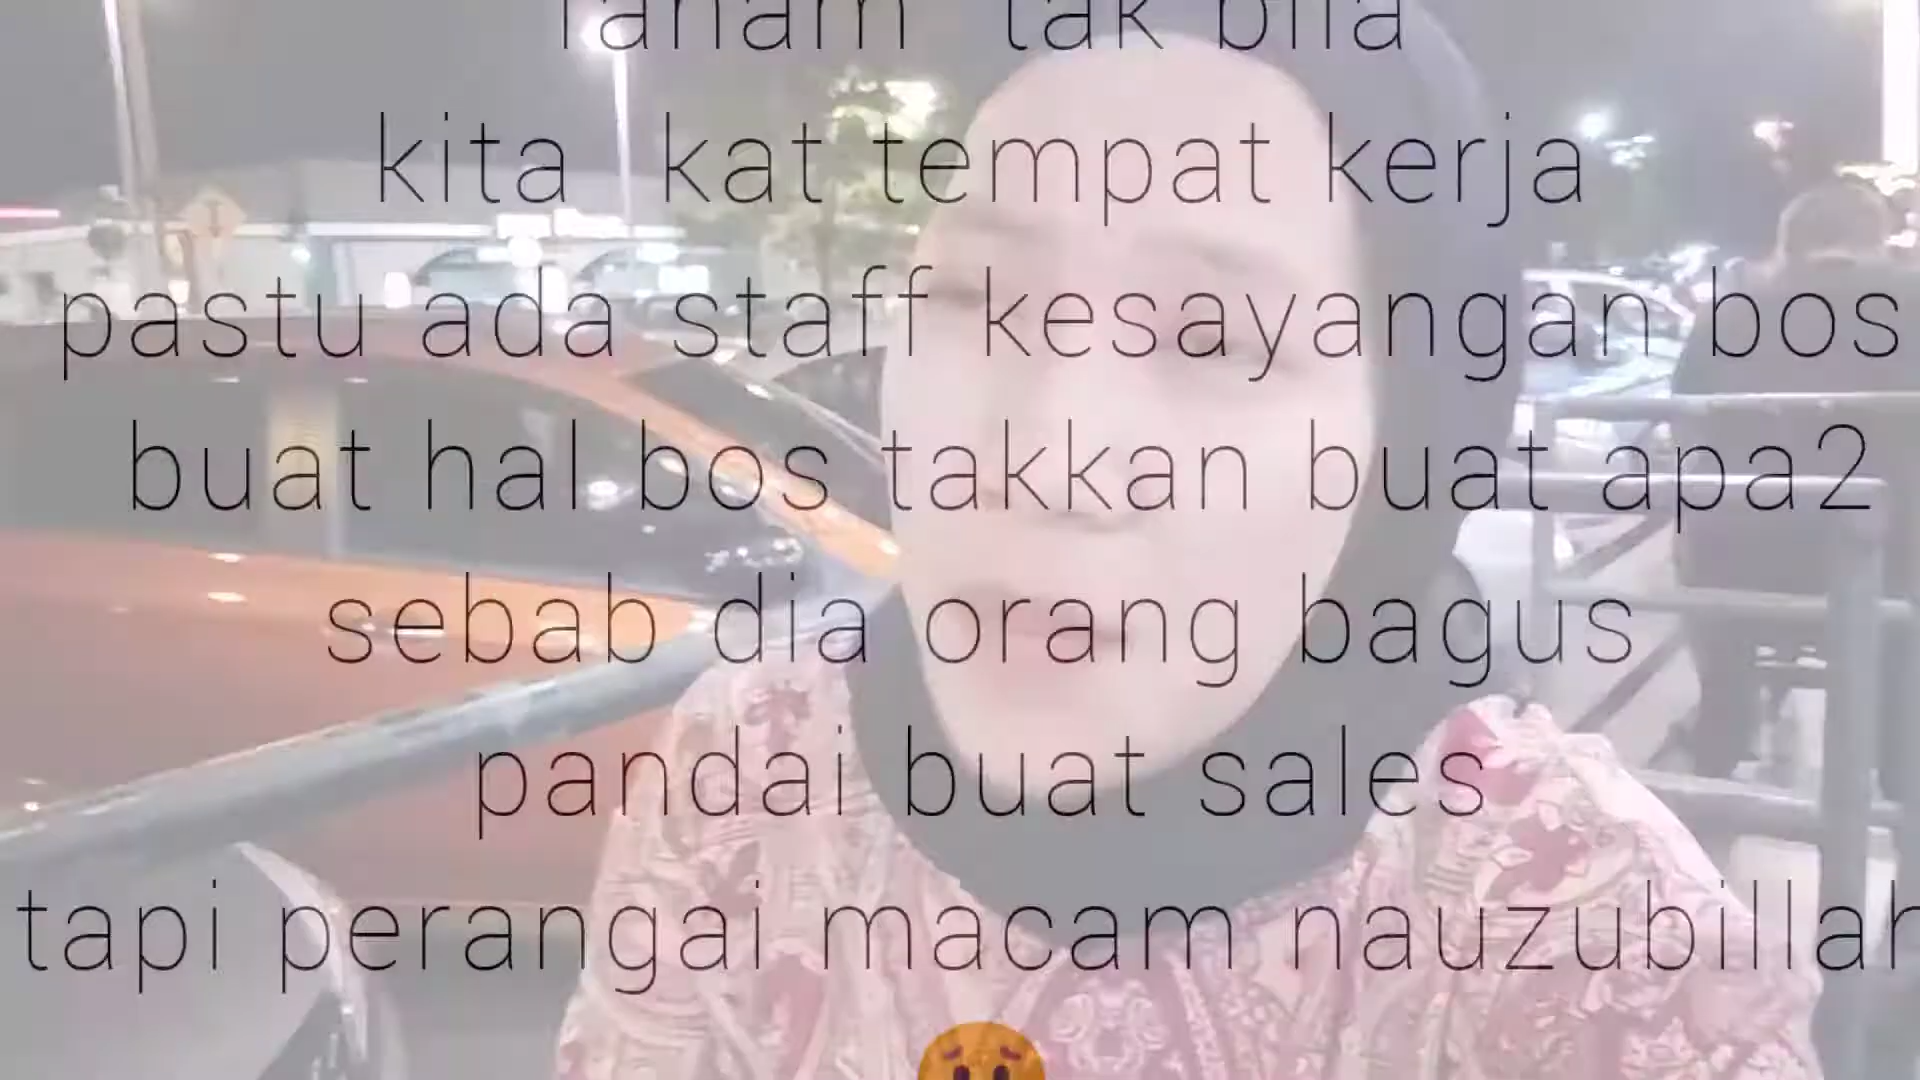 faham tak bila
kita kat tempat kerja
pastu ada staff kesayangan bos
buat hal bos takkan buat apa2
sebab dia orang bagus
pandai buat sales
tapi perangai macam nauzubillah